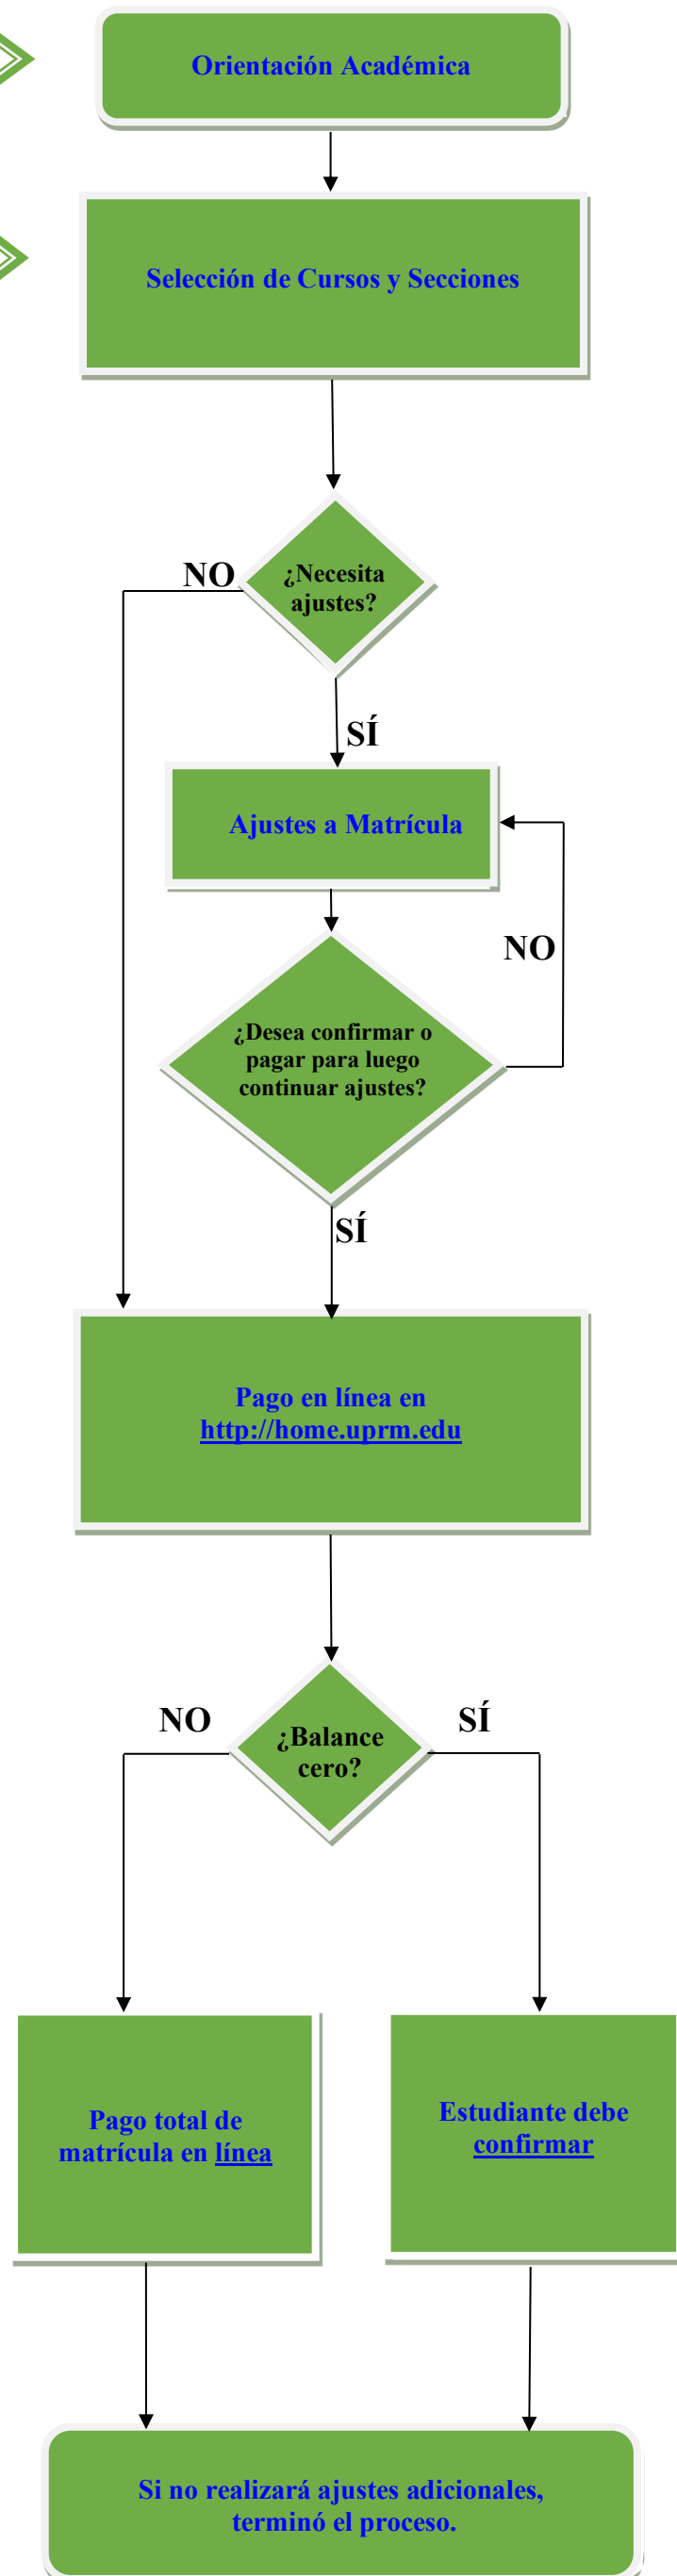 Orientación Académica
Selección de Cursos y Secciones
NO
¿Necesita
ajustes?
SÍ
Ajustes a Matrícula
NO
¿Desea confirmar o
pagar para luego
continuar ajustes?
SÍ
Pago en línea en
http://home.uprm.edu
NO
SÍ
¿Balance
cero?
Pago total de
matrícula en línea
Estudiante debe
confirmar
Si no realizará ajustes adicionales,
terminó el proceso.